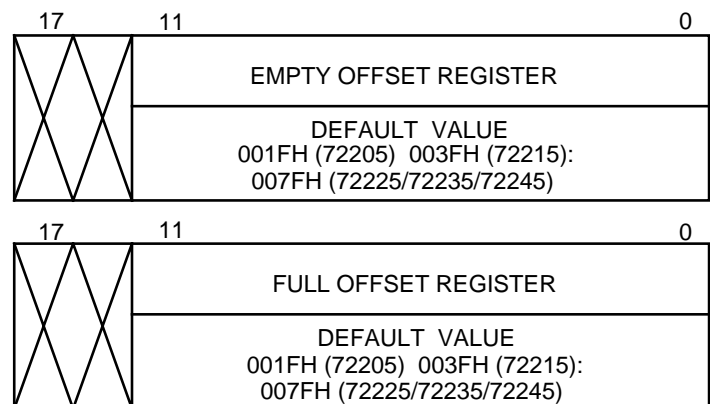 17 11 0
EMPTY OFFSET REGISTER
DEFAULT VALUE
001FH (72205) 003FH (72215):
007FH (72225/72235/72245)
17 11 0
FULL OFFSET REGISTER
DEFAULT VALUE
001FH (72205) 003FH (72215):
007FH (72225/72235/72245)